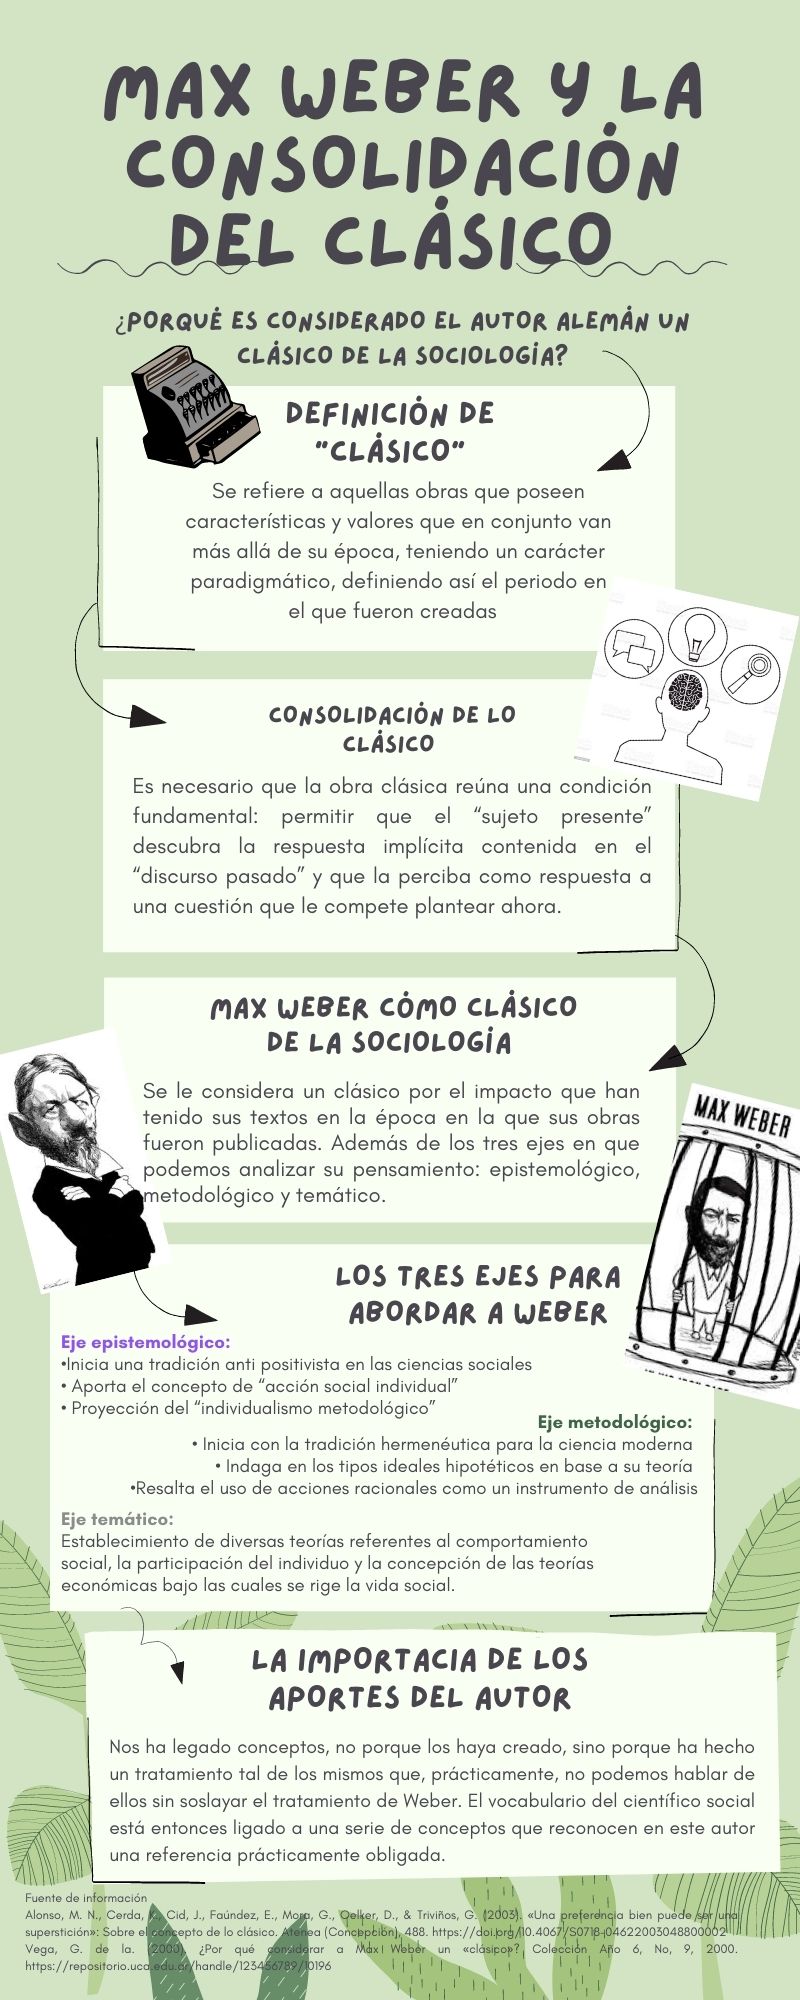 MAX WEBER Y LA
CONSOLIDACIÓN
DEL CLÁSICO
¿PORQUÉ ES CONSIDERADO EL AUTOR ALEMÁN UN
CLÁSICO DE LA SOCIOLOGÍA?
DEFINICIÓN DE
"CLÁSICO"
Se refiere a aquellas obras que poseen
características y valores que en conjunto van
más allá de su época, teniendo un carácter
paradigmático, definiendo así el periodo en
el que fueron creadas
CONSOLIDACIÓN DE LO
CLÁSICO
Es necesario que la obra clásica reúna una condición
fundamental: permitir que el “sujeto presente”
descubra la respuesta implícita contenida en el
“discurso pasado” y que la perciba como respuesta a
una cuestión que le compete plantear ahora.
MAX WEBER CÓMO CLÁSICO
DE LA SOCIOLOGÍA
Se le considera un clásico por el impacto que han
tenido sus textos en la época en la que sus obras
fueron publicadas. Además de los tres ejes en que
podemos analizar su pensamiento: epistemológico,
metodológico y temático.
MAX WEBER
LOS TRES EJES PARA
ABORDAR A WEBER
Eje epistemológico:
•Inicia una tradición anti positivista en las ciencias sociales
• Aporta el concepto de “acción social individual”
• Proyección del “individualismo metodológico”
Eje metodológico:
• Inicia con la tradición hermenéutica para la ciencia moderna
• Indaga en los tipos ideales hipotéticos en base a su teoría
•Resalta el uso de acciones racionales como un instrumento de análisis
Eje temático:
Establecimiento de diversas teorías referentes al comportamiento
social, la participación del individuo y la concepción de las teorías
económicas bajo las cuales se rige la vida social.
LA IMPORTACIA DE LOS
APORTES DEL AUTOR
Nos ha legado conceptos, no porque los haya creado, sino porque ha hecho
un tratamiento tal de los mismos que, prácticamente, no podemos hablar de
ellos sin soslayar el tratamiento de Weber. El vocabulario del científico social
está entonces ligado a una serie de conceptos que reconocen en este autor
una referencia prácticamente obligada.
Fuente de información
Alonso, M. N., Cerda, K., Cid, J., Faúndez, E., Mora, G., Oelker, D., & Triviños, G. (2003). «Una preferencia bien puede ser una
superstición»: Sobre el concepto de lo clásico. Atenea (Concepción), 488. https://doi.org/10.4067/S0718-04622003048800002
Vega, G. de la. (2000). ¿Por qué considerar a Max Weber un «clásico»? Colección Año 6, No, 9, 2000.
https://repositorio.uca.edu.ar/handle/123456789/10196